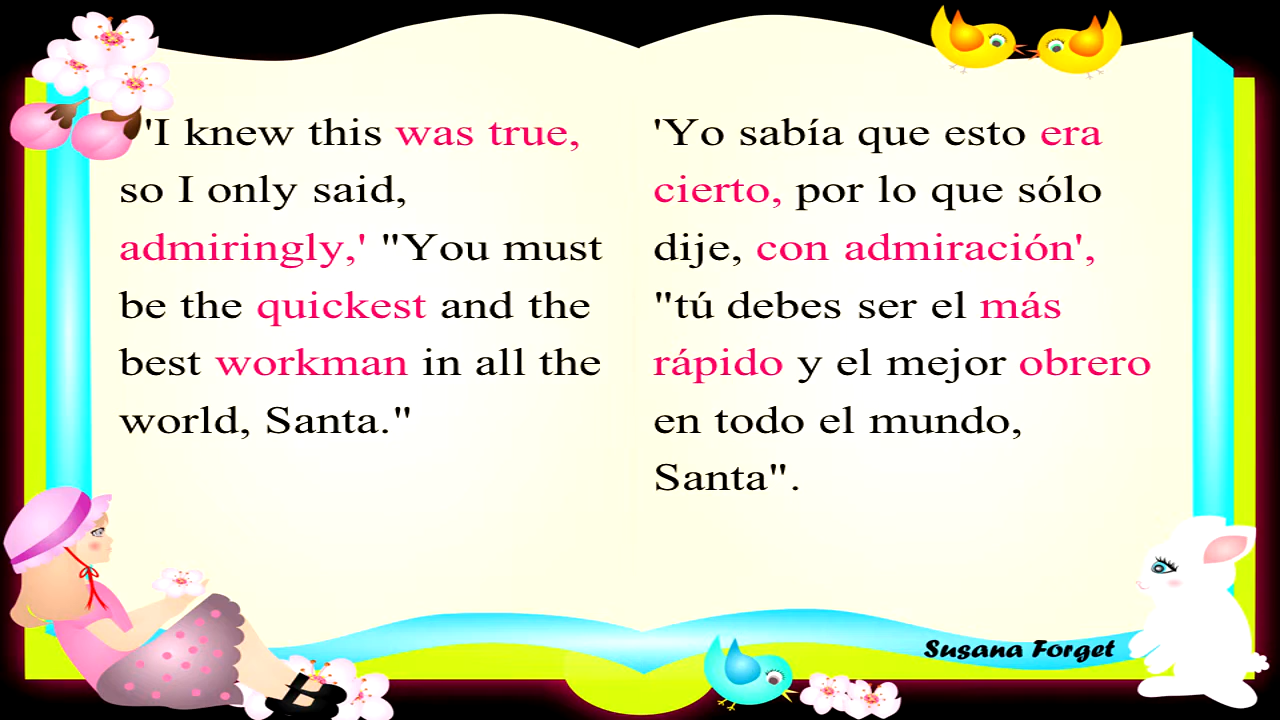 'I knew this was true,
so I only said,
admiringly,' "You must
be the quickest and the
best workman in all the
world, Santa."
'Yo sabía que esto era
cierto, por lo que sólo
dije, con admiración',
"tú debes ser el más
rápido y el mejor obrero
en todo el mundo,
Santa".
Susana Forget